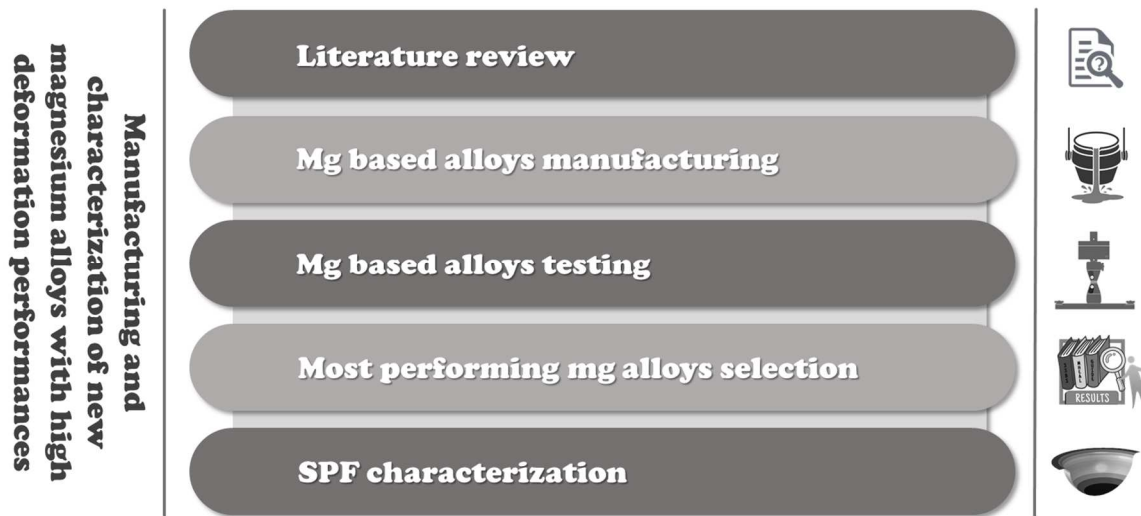 Manufacturing and
characterization of new
magnesium alloys with high
deformation performances
Literature review
Mg based alloys manufacturing
Mg based alloys testing
Most performing mg alloys selection
SPF characterization
?
RESULTS